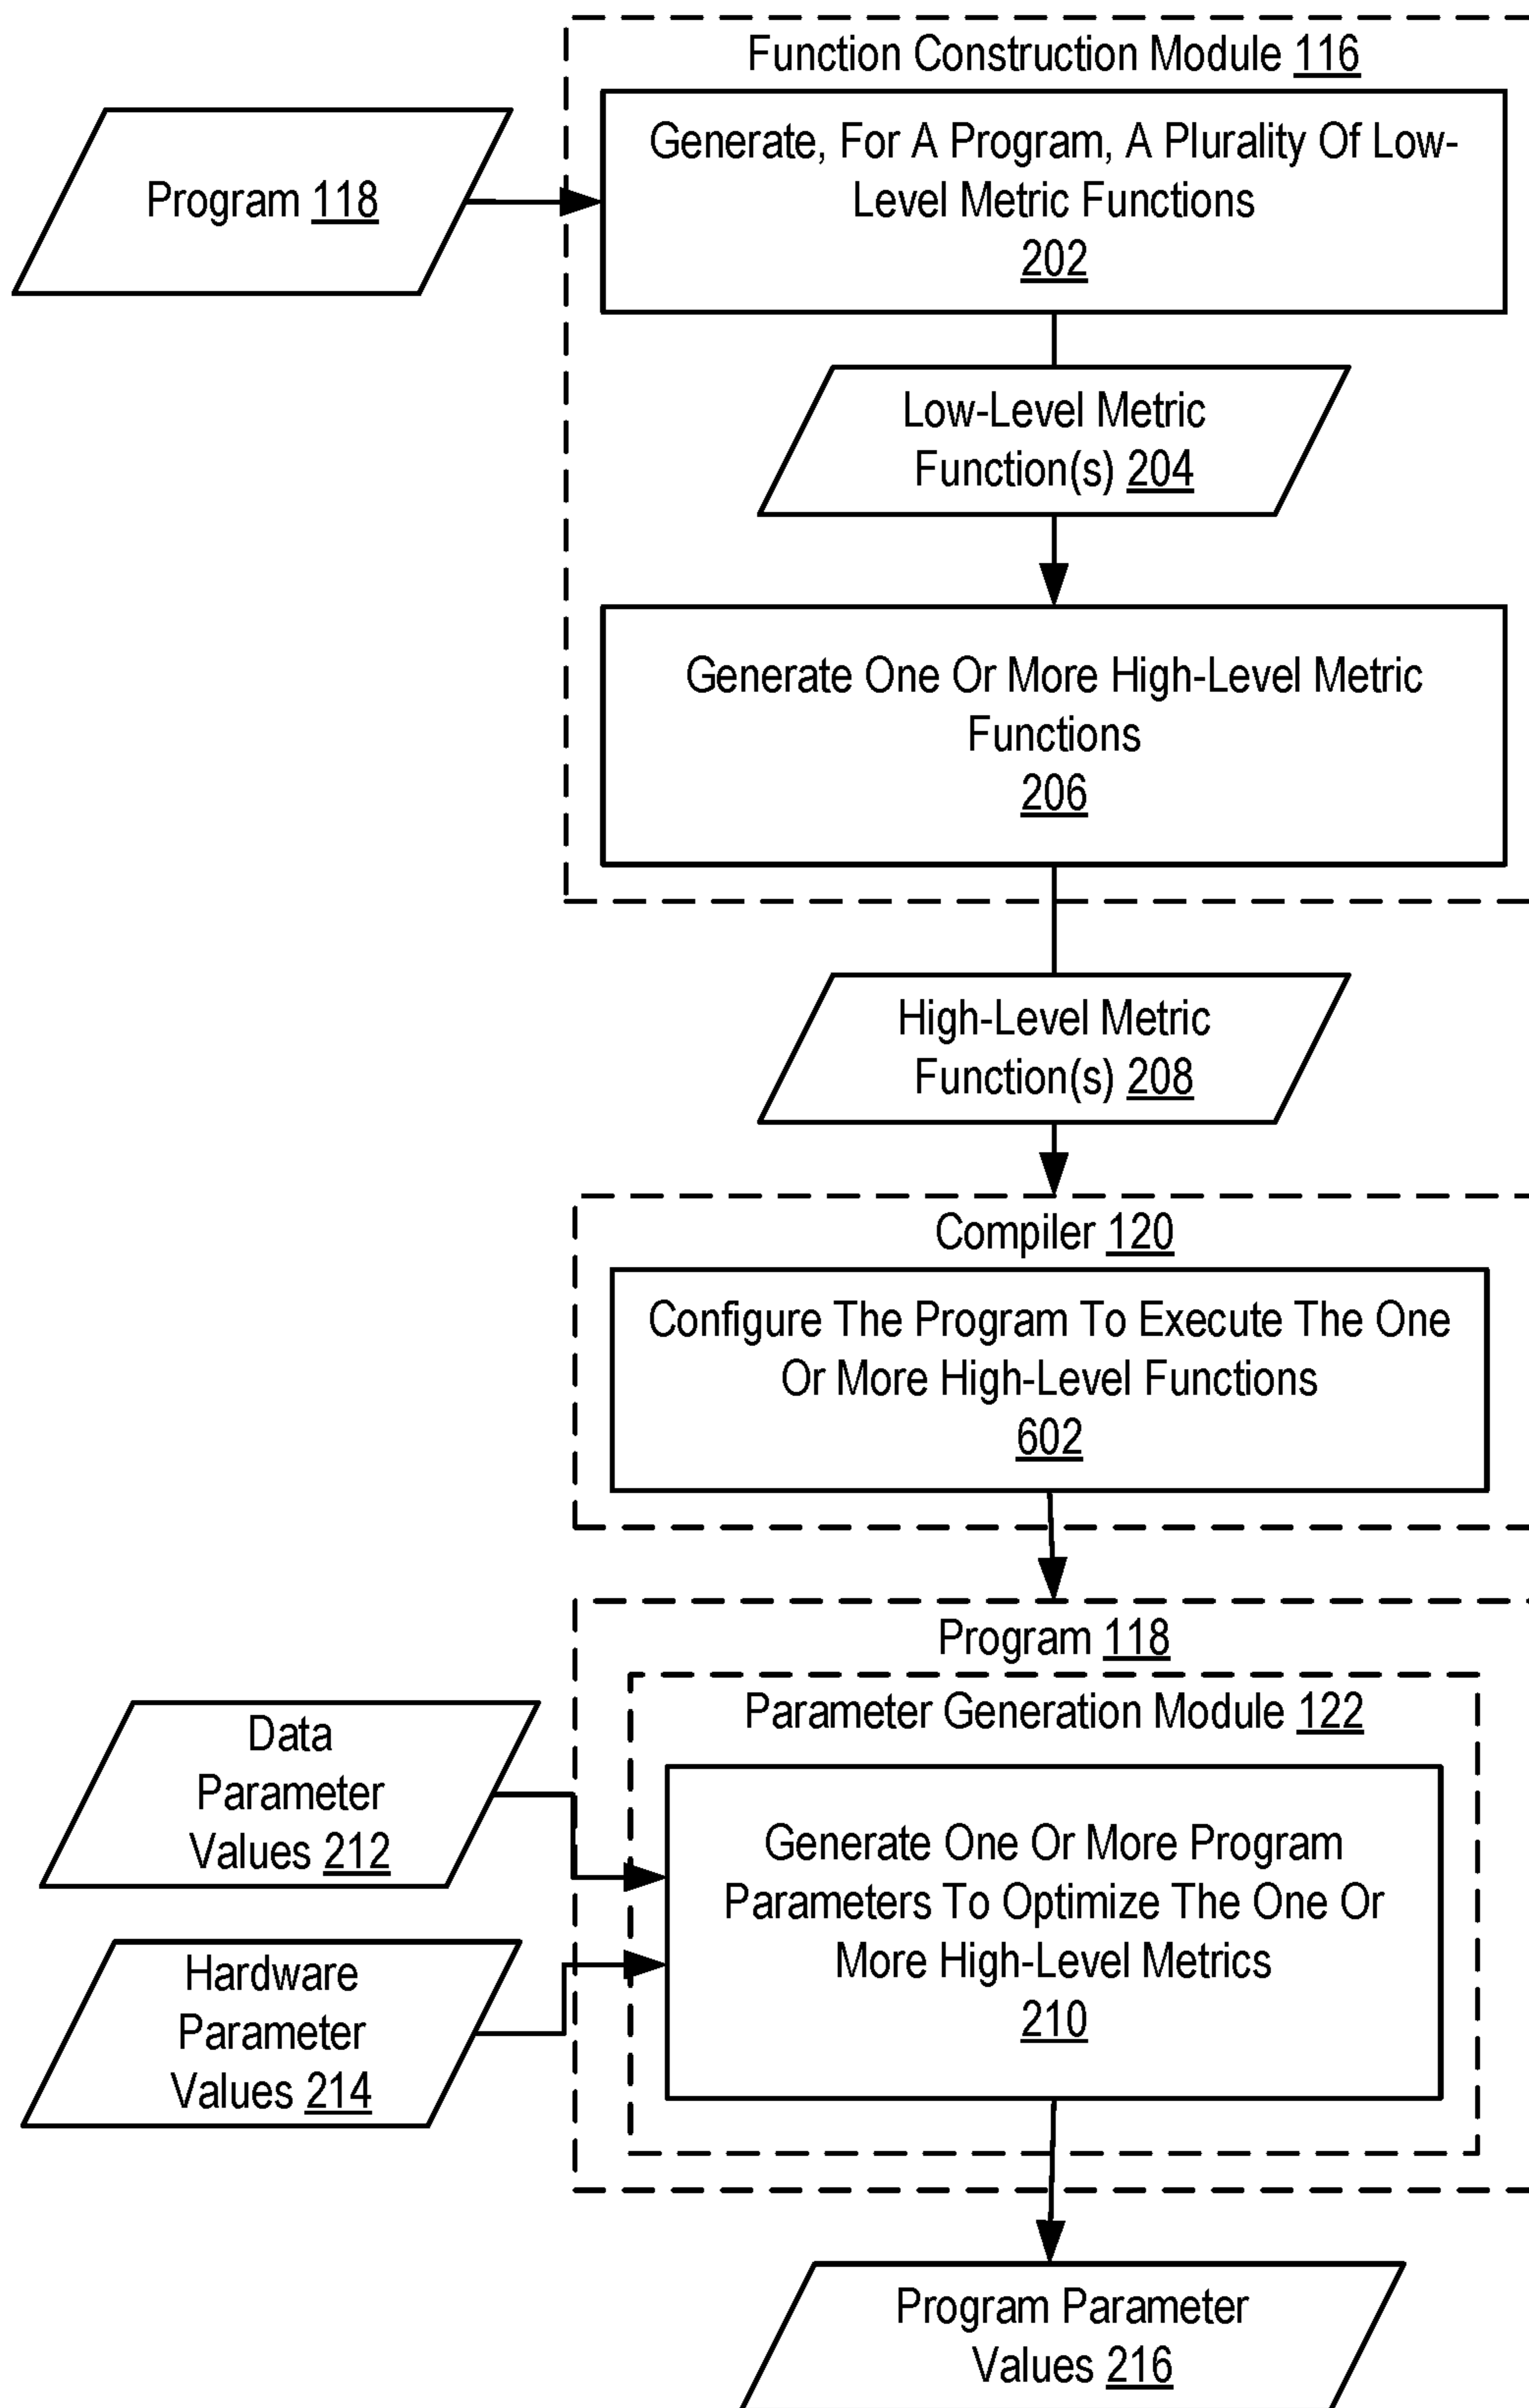 Function Construction Module 116
Program 118
Generate, For A Program, A Plurality Of Low-
Level Metric Functions
202
Low-Level Metric
Function(s) 204
Generate One Or More High-Level Metric
Functions
206
High-Level Metric
Function(s) 208
Compiler 120
Configure The Program To Execute The One
Or More High-Level Functions
602
Program 118
Parameter Generation Module 122
Data
Parameter
Values 212
Hardware
Parameter
Values 214
Generate One Or More Program
Parameters To Optimize The One Or
More High-Level Metrics
210
Program Parameter
Values 216